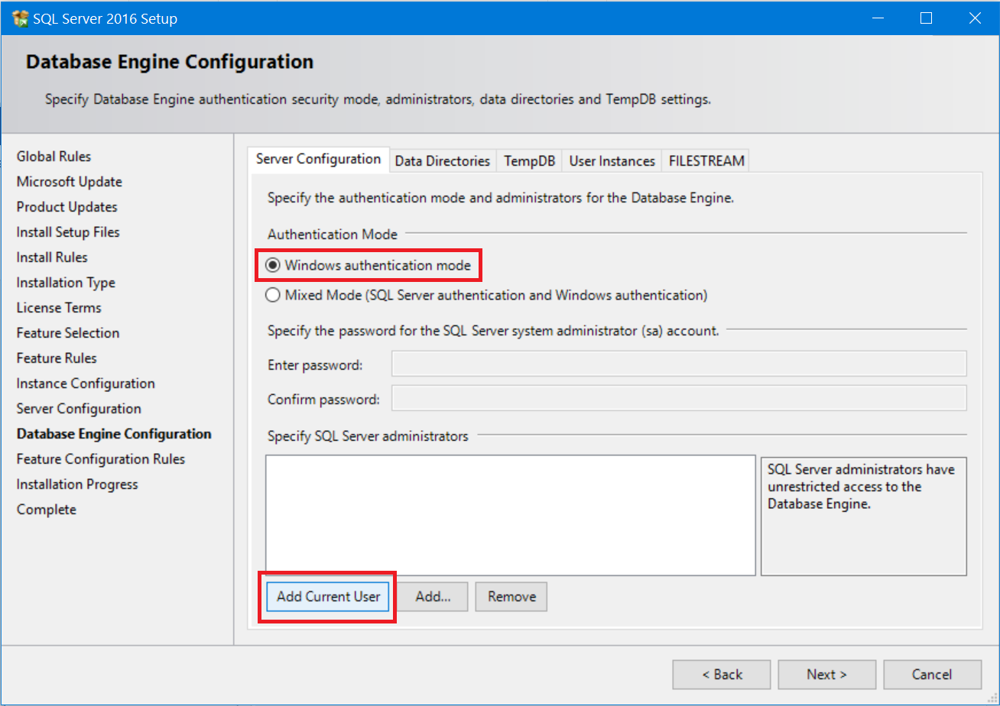 SQL Server 2016 Setup
Database Engine Configuration
Specify Database Engine authentication security mode, administrators, data directories and TempDB settings.
Global Rules
Microsoft Update
Product Updates
Install Setup Files
Install Rules
Installation Type
License Terms
Feature Selection
Feature Rules
Instance Configuration
Server Configuration
Database Engine Configuration
Feature Configuration Rules
Installation Progress
Complete
Server Configuration Data Directories TempDB User Instances FILESTREAM
Specify the authentication mode and administrators for the Database Engine.
Authentication Mode
Windows authentication mode
Mixed Mode (SQL Server authentication and Windows authentication)
Specify the password for the SQL Server system administrator (sa) account.
Enter password:
Confirm password:
Specify SQL Server administrators
SQL Server administrators have
unrestricted access to the
Database Engine.
Add Current User Add... Remove
< Back Next > Cancel